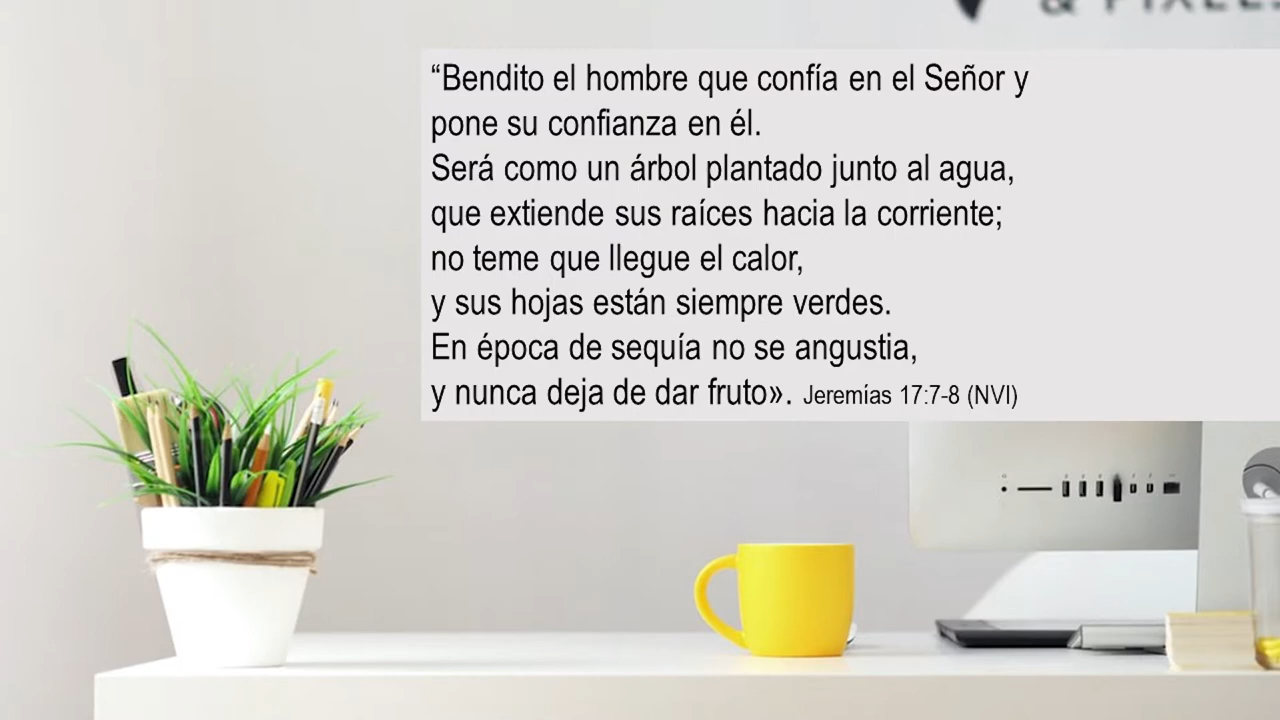 & PIXELS
“Bendito el hombre que confía en el Señor y
pone su confianza en él.
Será como un árbol plantado junto al agua,
que extiende sus raíces hacia la corriente;
no teme que llegue el calor,
y sus hojas están siempre verdes.
En época de sequía no se angustia,
y nunca deja de dar fruto». Jeremías 17:7-8 (NVI)